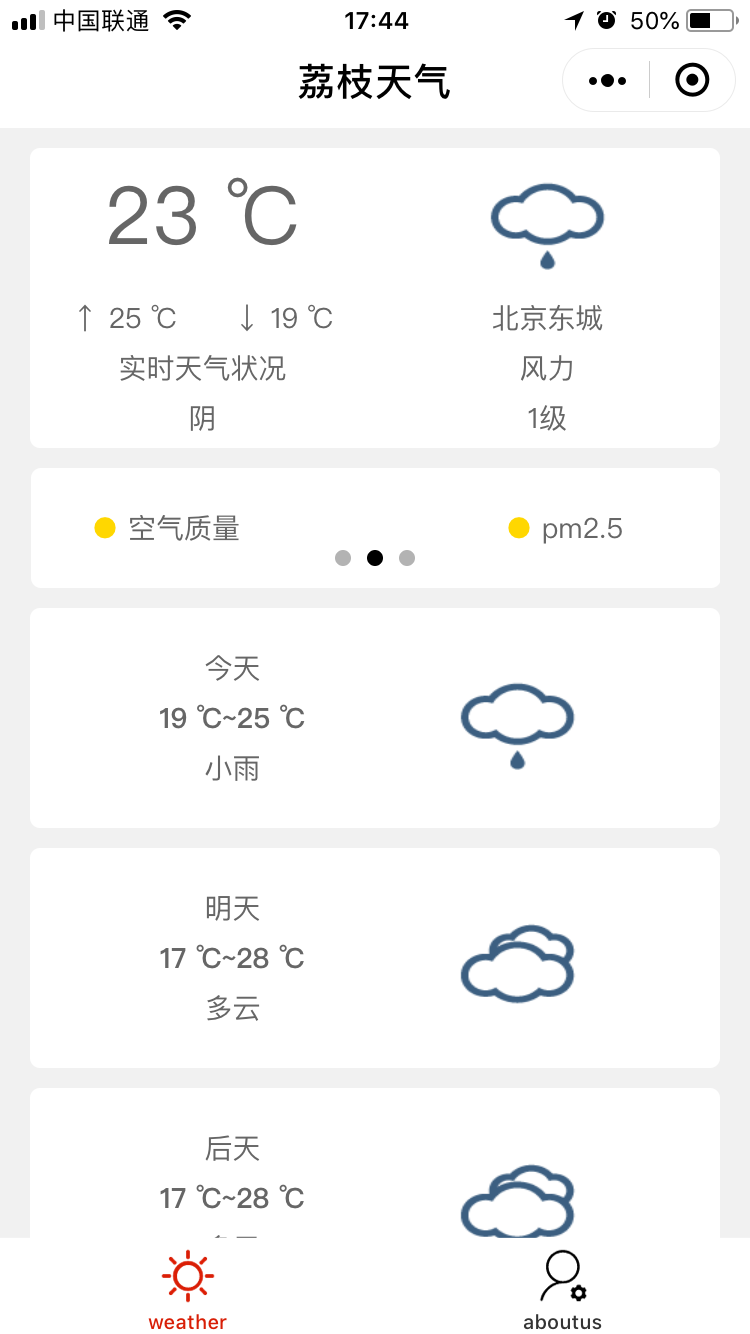 中国联通 17:44 50%
荔枝天气
23 ℃
↑ 25 ℃ ↓ 19 ℃ 北京东城
实时天气状况 风力
阴 1级
空气质量 pm2.5
今天
19 ℃~25 ℃
小雨
明天
17 ℃~28 ℃
多云
后天
17 ℃~28 ℃
weather aboutus